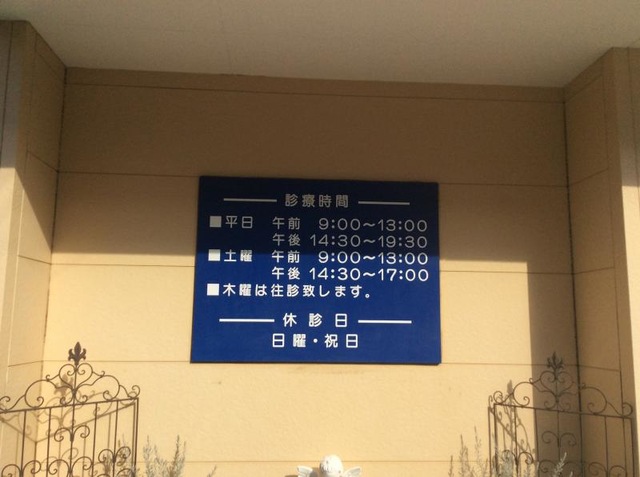 診療時間
■平日 午前 9:00〜13:00
午後 14:30〜19:30
■土曜 午前 9:00〜13:00
午後 14:30〜17:00
■木曜は往診致します。
休診日
日曜・祝日